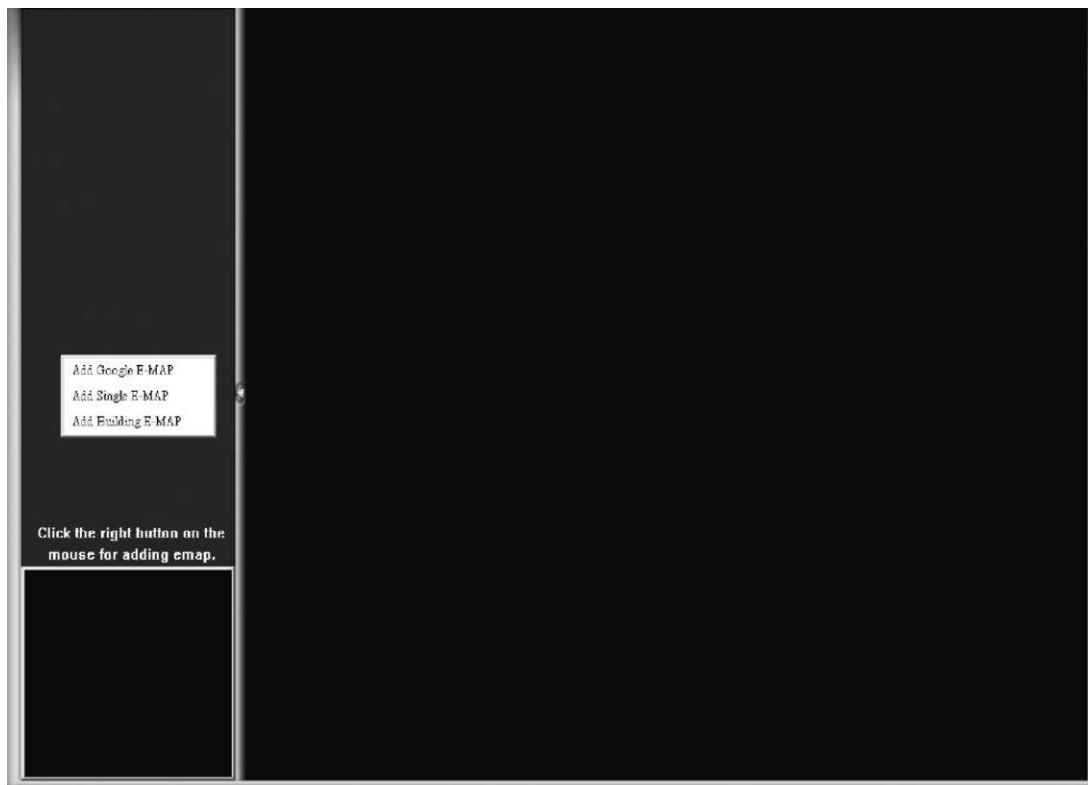 Add Google E-MAP
Add Single E-MAP
Add Building E-MAP
Click the right button on the
mouse for adding emap.